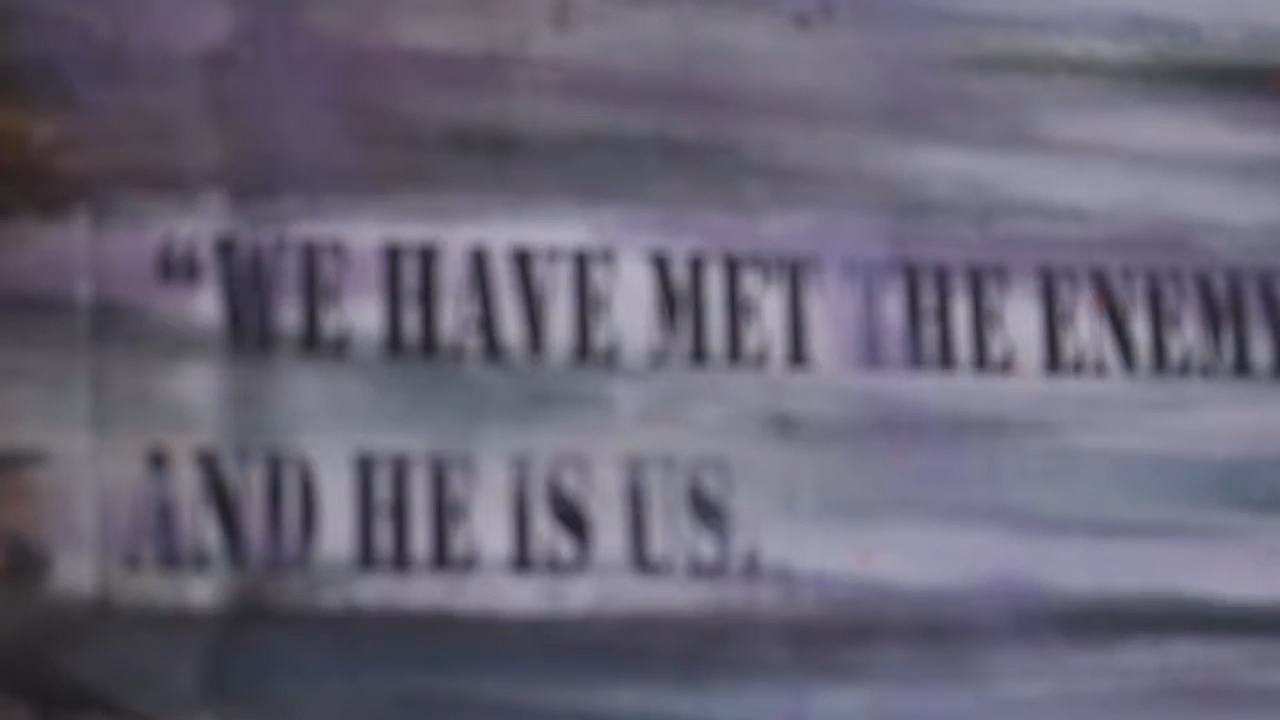 “WE HAVE MET THE ENEMY
AND HE IS US.